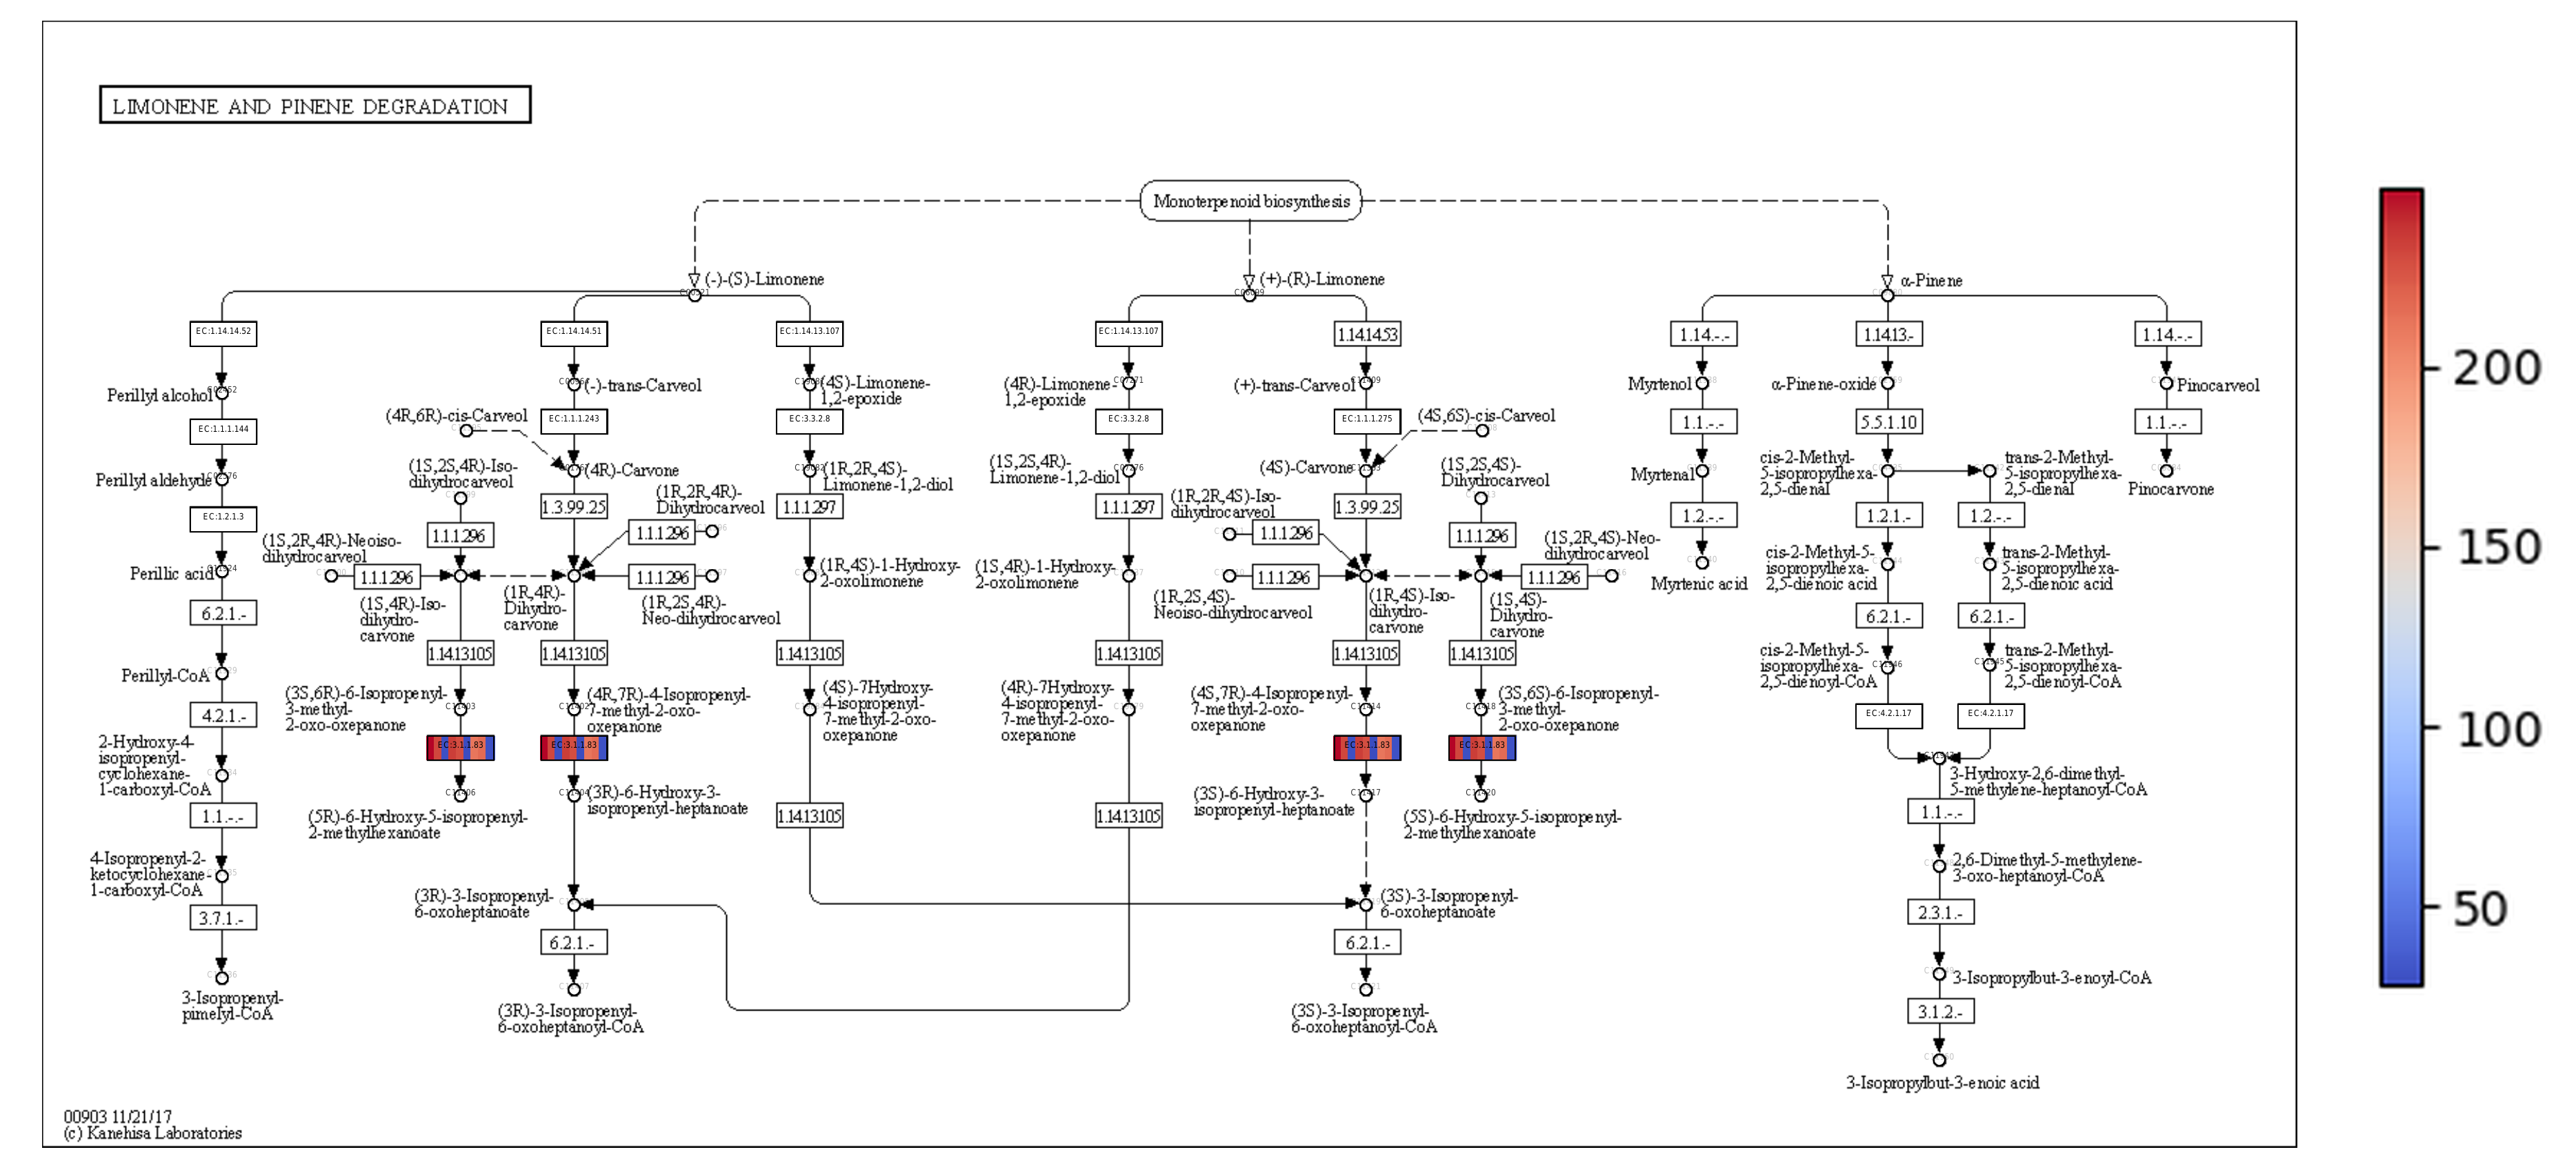 LIMONENE AND PINENE DEGRADATION
Monoterpenoid biosynthesis
(-)-(S)-Limonene
(+)-(R)-Limonene
α-Pinene
EC:1.14.14.52
EC:1.14.14.51
EC:1.14.13.107
EC:1.14.13.107
1.14.14.53
1.14.-.-
1.14.13.-
1.14.-.-
Perillyl alcohol
(-)-trans-Carveol
(4S)-Limonene-
1,2-epoxide
(4R)-Limonene-
1,2-epoxide
(+)-trans-Carveol
Myrtenol
α-Pinene-oxide
Pinocarveol
(4R,6R)-cis-Carveol
(4S,6S)-cis-Carveol
EC:1.1.1.144
EC:1.1.1.243
EC:3.3.2.8
EC:3.3.2.8
EC:1.1.1.275
1.1.-.-
5.5.1.10
1.1.-.-
Perillyl aldehyde
(1S,2S,4R)-Iso-
dihydrocarveol
(4R)-Carvone
(1R,2R,4S)-
Limonene-1,2-diol
(1S,2S,4R)-
Limonene-1,2-diol
(4S)-Carvone
(1S,2S,4S)-
Dihydrocarveol
Myrtenal
cis-2-Methyl-
5-isopropylhexa-
2,5-dienal
trans-2-Methyl-
5-isopropylhexa-
2,5-dienal
Pinocarvone
EC:1.2.1.3
1.3.99.25
(1R,2R,4R)-
Dihydrocarveol
1.1.1.297
1.1.1.297
(1R,2R,4S)-Iso-
dihydrocarveol
1.3.99.25
1.2.-.-
1.2.1.-
1.2.-.-
1.1.1.296
1.1.1.296
1.1.1.296
1.1.1.296
(1S,2R,4R)-Neoiso-
dihydrocarveol
(1S,2R,4S)-Neo-
dihydrocarveol
Perillic acid
1.1.1.296
1.1.1.296
(1R,4S)-1-Hydroxy-
2-oxolimonene
(1S,4R)-1-Hydroxy-
2-oxolimonene
1.1.1.296
1.1.1.296
Myrtenic acid
cis-2-Methyl-5-
isopropylhexa-
2,5-dienoic acid
trans-2-Methyl-
5-isopropylhexa-
2,5-dienoic acid
(1S,4R)-Iso-
dihydro-
carvone
(1R,4R)-
Dihydro-
carvone
(1R,2S,4R)-
Neo-dihydrocarveol
(1R,2S,4S)-
Neoiso-dihydrocarveol
(1R,4S)-Iso-
dihydro-
carvone
(1S,4S)-
Dihydro-
carvone
6.2.1.-
6.2.1.-
6.2.1.-
1.14.13105
1.14.13105
1.14.13105
1.14.13105
1.14.13105
1.14.13105
Perillyl-CoA
cis-2-Methyl-5-
isopropylhexa-
2,5-dienoyl-CoA
trans-2-Methyl-
5-isopropylhexa-
2,5-dienoyl-CoA
(3S,6R)-6-Isopropenyl-
3-methyl-
2-oxo-oxepanone
(4R,7R)-4-Isopropenyl-
7-methyl-2-oxo-
oxepanone
(4S)-7Hydroxy-
4-isopropenyl-
7-methyl-2-oxo-
oxepanone
(4R)-7Hydroxy-
4-isopropenyl-
7-methyl-2-oxo-
oxepanone
(4S,7R)-4-Isopropenyl-
7-methyl-2-oxo-
oxepanone
(3S,6S)-6-Isopropenyl-
3-methyl-
2-oxo-oxepanone
4.2.1.-
EC:4.2.1.17
EC:4.2.1.17
EC:3.1.1.83
EC:3.1.1.83
EC:3.1.1.83
EC:3.1.1.83
2-Hydroxy-4-
isopropenyl-
cyclohexane-
1-carboxyl-CoA
3-Hydroxy-2,6-dimethyl-
5-methylene-heptanoyl-CoA
(5R)-6-Hydroxy-5-isopropenyl-
2-methylhexanoate
(3R)-6-Hydroxy-3-
isopropenyl-heptanoate
(3S)-6-Hydroxy-3-
isopropenyl-heptanoate
(5S)-6-Hydroxy-5-isopropenyl-
2-methylhexanoate
1.1.-.-
1.14.13105
1.14.13105
1.1.-.-
4-Isopropenyl-2-
ketocyclohexane-
1-carboxyl-CoA
2,6-Dimethyl-5-methylene-
3-oxo-heptanoyl-CoA
(3R)-3-Isopropenyl-
6-oxoheptanoate
(3S)-3-Isopropenyl-
6-oxoheptanoate
3.7.1.-
6.2.1.-
6.2.1.-
2.3.1.-
3-Isopropenyl-
pimelyl-CoA
(3R)-3-Isopropenyl-
6-oxoheptanoyl-CoA
(3S)-3-Isopropenyl-
6-oxoheptanoyl-CoA
3-Isopropylbut-3-enoyl-CoA
3.1.2.-
3-Isopropylbut-3-enoic acid
00903 11/21/17
(c) Kanehisa Laboratories
200
150
100
50